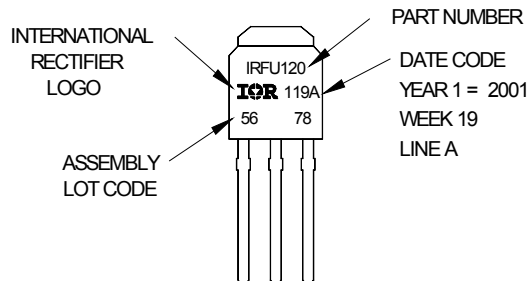 INTERNATIONAL
RECTIFIER
LOGO
PART NUMBER
IRFU120
IOR 119A
56 78
DATE CODE
YEAR 1 = 2001
WEEK 19
LINE A
ASSEMBLY
LOT CODE